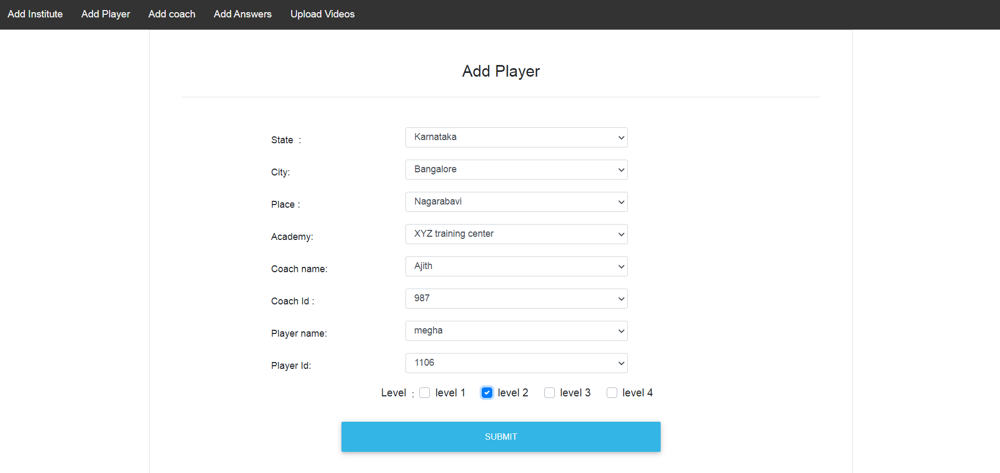 Add Institute Add Player Add coach Add Answers Upload Videos
Add Player
State : Karnataka
City: Bangalore
Place : Nagarabavi
Academy: XYZ training center
Coach name: Ajith
Coach Id : 987
Player name: megha
Player Id: 1106
Level : level 1 level 2 level 3 level 4
SUBMIT